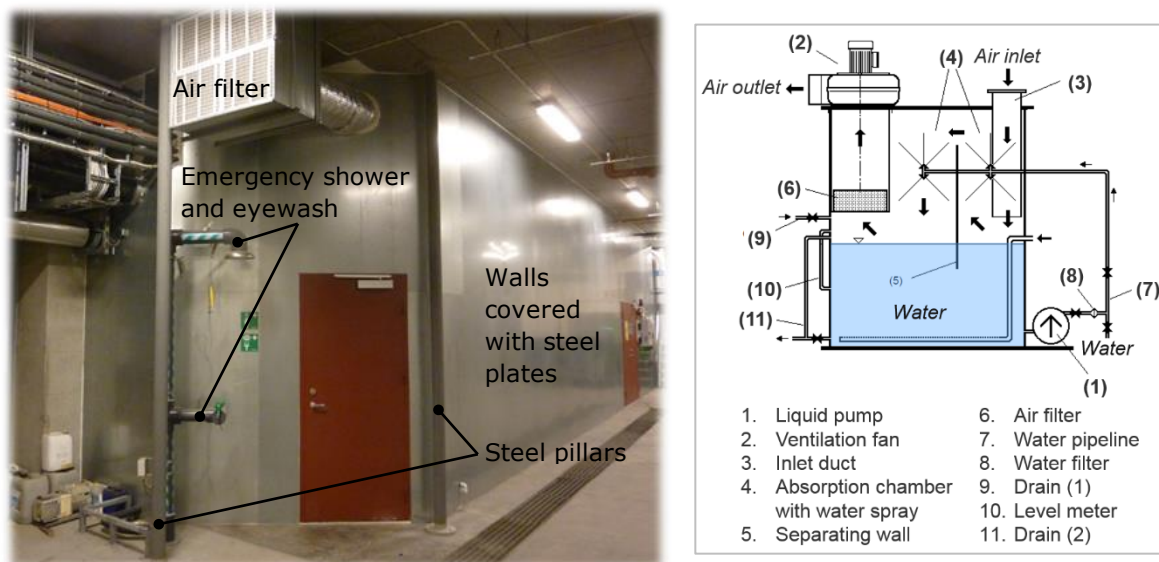 Air filter
Emergency shower
and eyewash
Walls
covered
with steel
plates
Steel pillars
(2)
(4)
Air inlet
Air outlet
(3)
(6)
(9)
(5)
(10)
(8)
(7)
Water
(11)
Water
(1)
1. Liquid pump
2. Ventilation fan
3. Inlet duct
4. Absorption chamber
with water spray
5. Separating wall
6. Air filter
7. Water pipeline
8. Water filter
9. Drain (1)
10. Level meter
11. Drain (2)